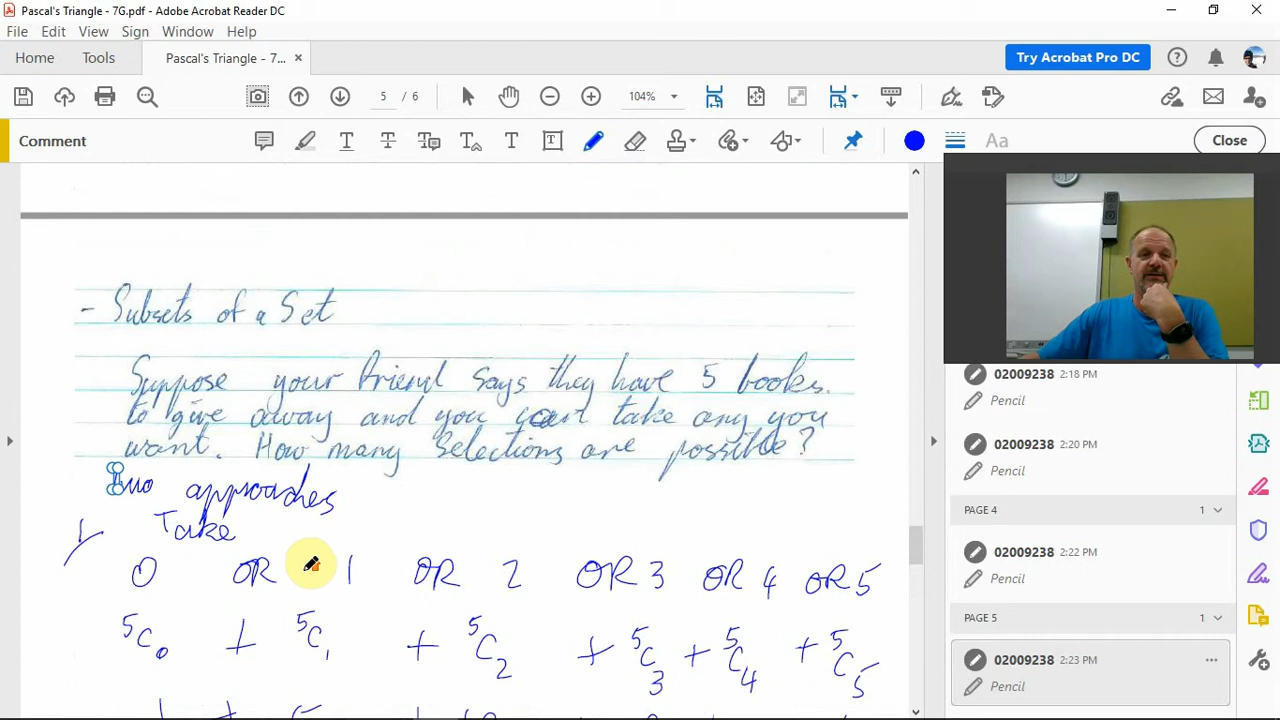 Pascal's Triangle - 7G.pdf - Adobe Acrobat Reader DC
File Edit View Sign Window Help
Home Tools Pascal's Triangle - 7... × Try Acrobat Pro DC
5 / 6 104%
Comment Aa Close
- Subsets of a Set
Suppose your friend says they have 5 books.
to give away and you can take any you
want. How many selections are possible?
Two approaches
1/ Take
0 OR 1 OR 2 OR 3 OR 4 OR 5
⁵C₀ + ⁵C₁ + ⁵C₂ + ⁵C₃ + ⁵C₄ + ⁵C₅
02009238 2:18 PM
Pencil
02009238 2:20 PM
Pencil
PAGE 4 1
02009238 2:22 PM
Pencil
PAGE 5 1
02009238 2:23 PM ...
Pencil